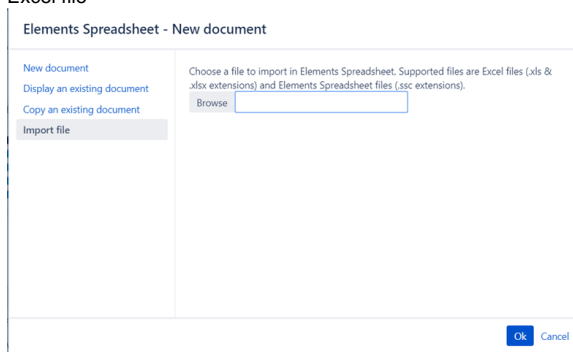 Excel file
Elements Spreadsheet - New document
New document
Display an existing document
Copy an existing document
Import file
Choose a file to import in Elements Spreadsheet. Supported files are Excel files (.xls &
.xlsx extensions) and Elements Spreadsheet files (.ssc extensions).
Browse
Ok Cancel